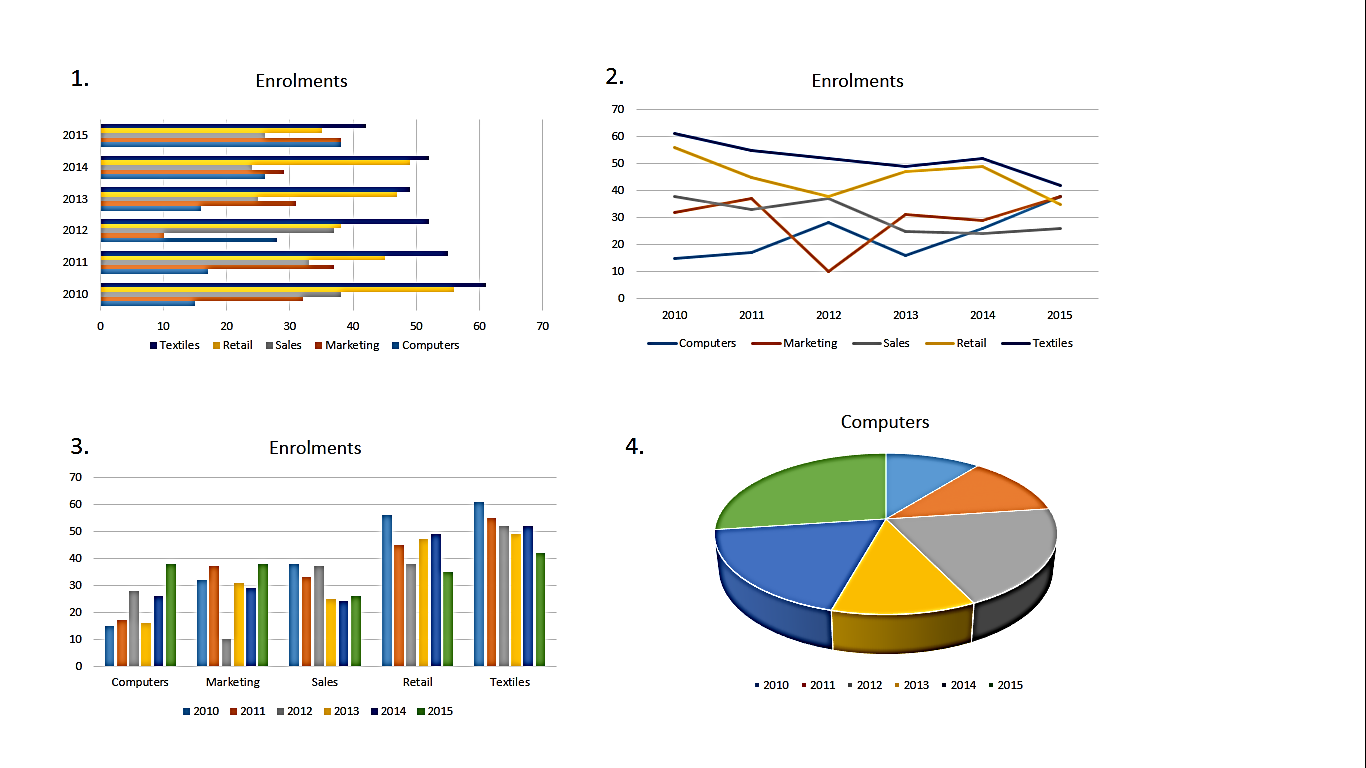 1.
Enrolments
2015
2014
2013
2012
2011
2010
0 10 20 30 40 50 60 70
Textiles Retail Sales Marketing Computers
2.
Enrolments
70
60
50
40
30
20
10
0
2010 2011 2012 2013 2014 2015
Computers Marketing Sales Retail Textiles
3.
Enrolments
70
60
50
40
30
20
10
0
Computers Marketing Sales Retail Textiles
2010 2011 2012 2013 2014 2015
4.
Computers
2010 2011 2012 2013 2014 2015